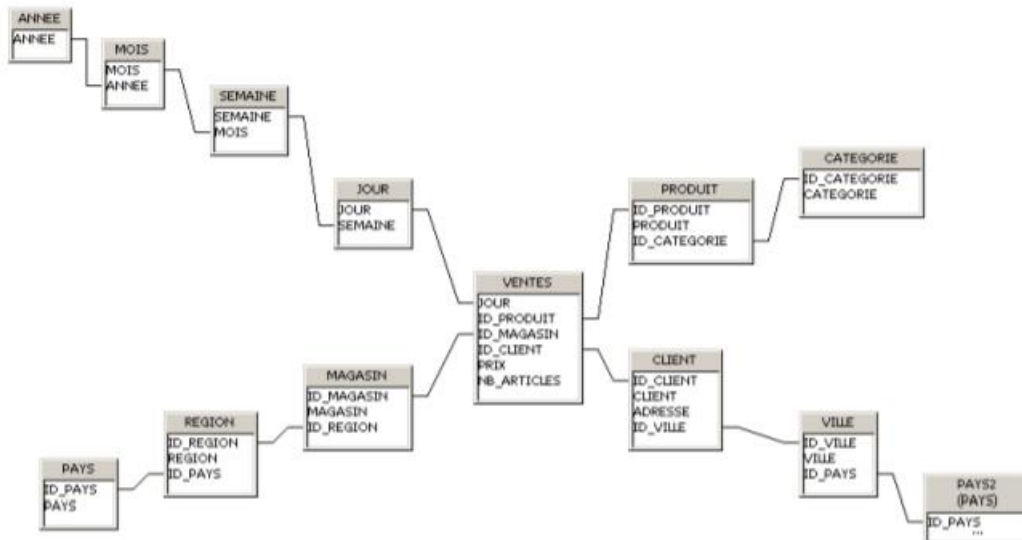 ANNEE
ANNEE
MOIS
MOIS
ANNEE
SEMAINE
SEMAINE
MOIS
JOUR
JOUR
SEMAINE
VENTES
JOUR
ID_PRODUIT
ID_MAGASIN
ID_CLIENT
PRIX
NB_ARTICLES
PRODUIT
ID_PRODUIT
PRODUIT
ID_CATEGORIE
CATEGORIE
ID_CATEGORIE
CATEGORIE
MAGASIN
ID_MAGASIN
MAGASIN
ID_REGION
REGION
ID_REGION
REGION
ID_PAYS
PAYS
ID_PAYS
PAYS
CLIENT
ID_CLIENT
CLIENT
ADRESSE
ID_VILLE
VILLE
ID_VILLE
VILLE
ID_PAYS
PAYS2
(PAYS)
ID_PAYS
...